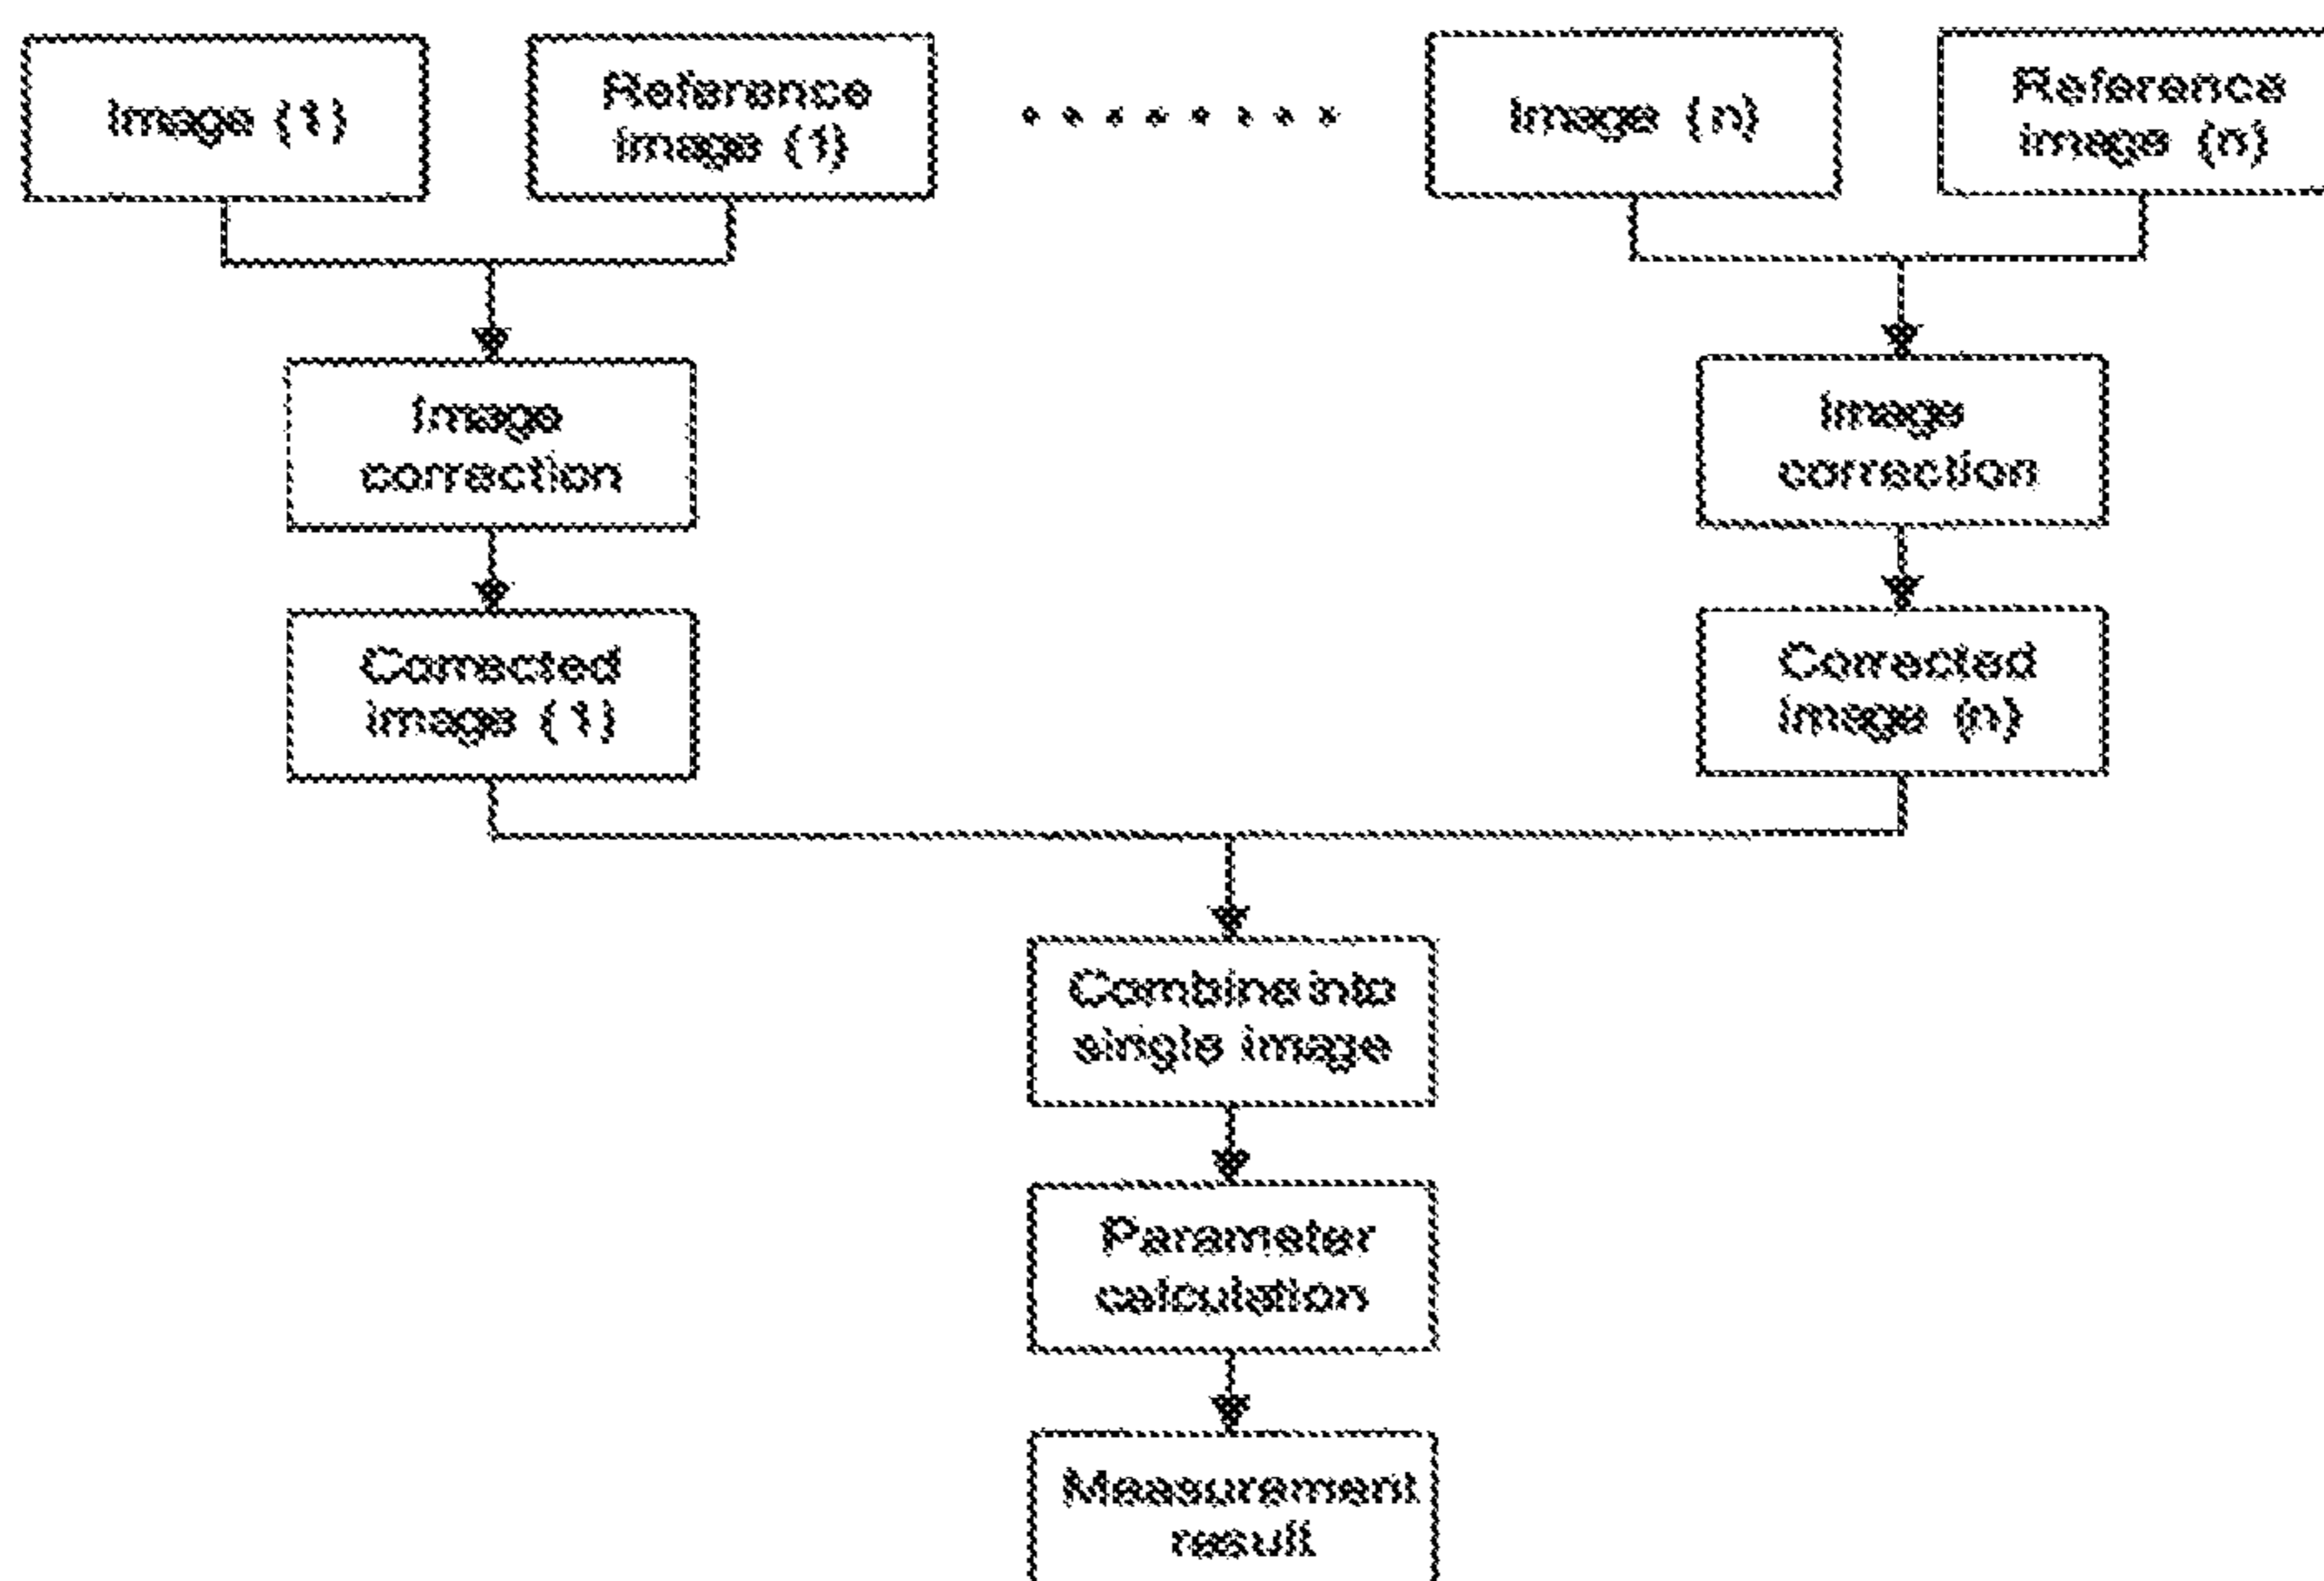 Image (1)
Reference
image (1)
Image (n)
Reference
image (n)
Image
correction
Image
correction
Corrected
image (1)
Corrected
image (n)
Combine into
single image
Parameter
calculation
Measurement
result